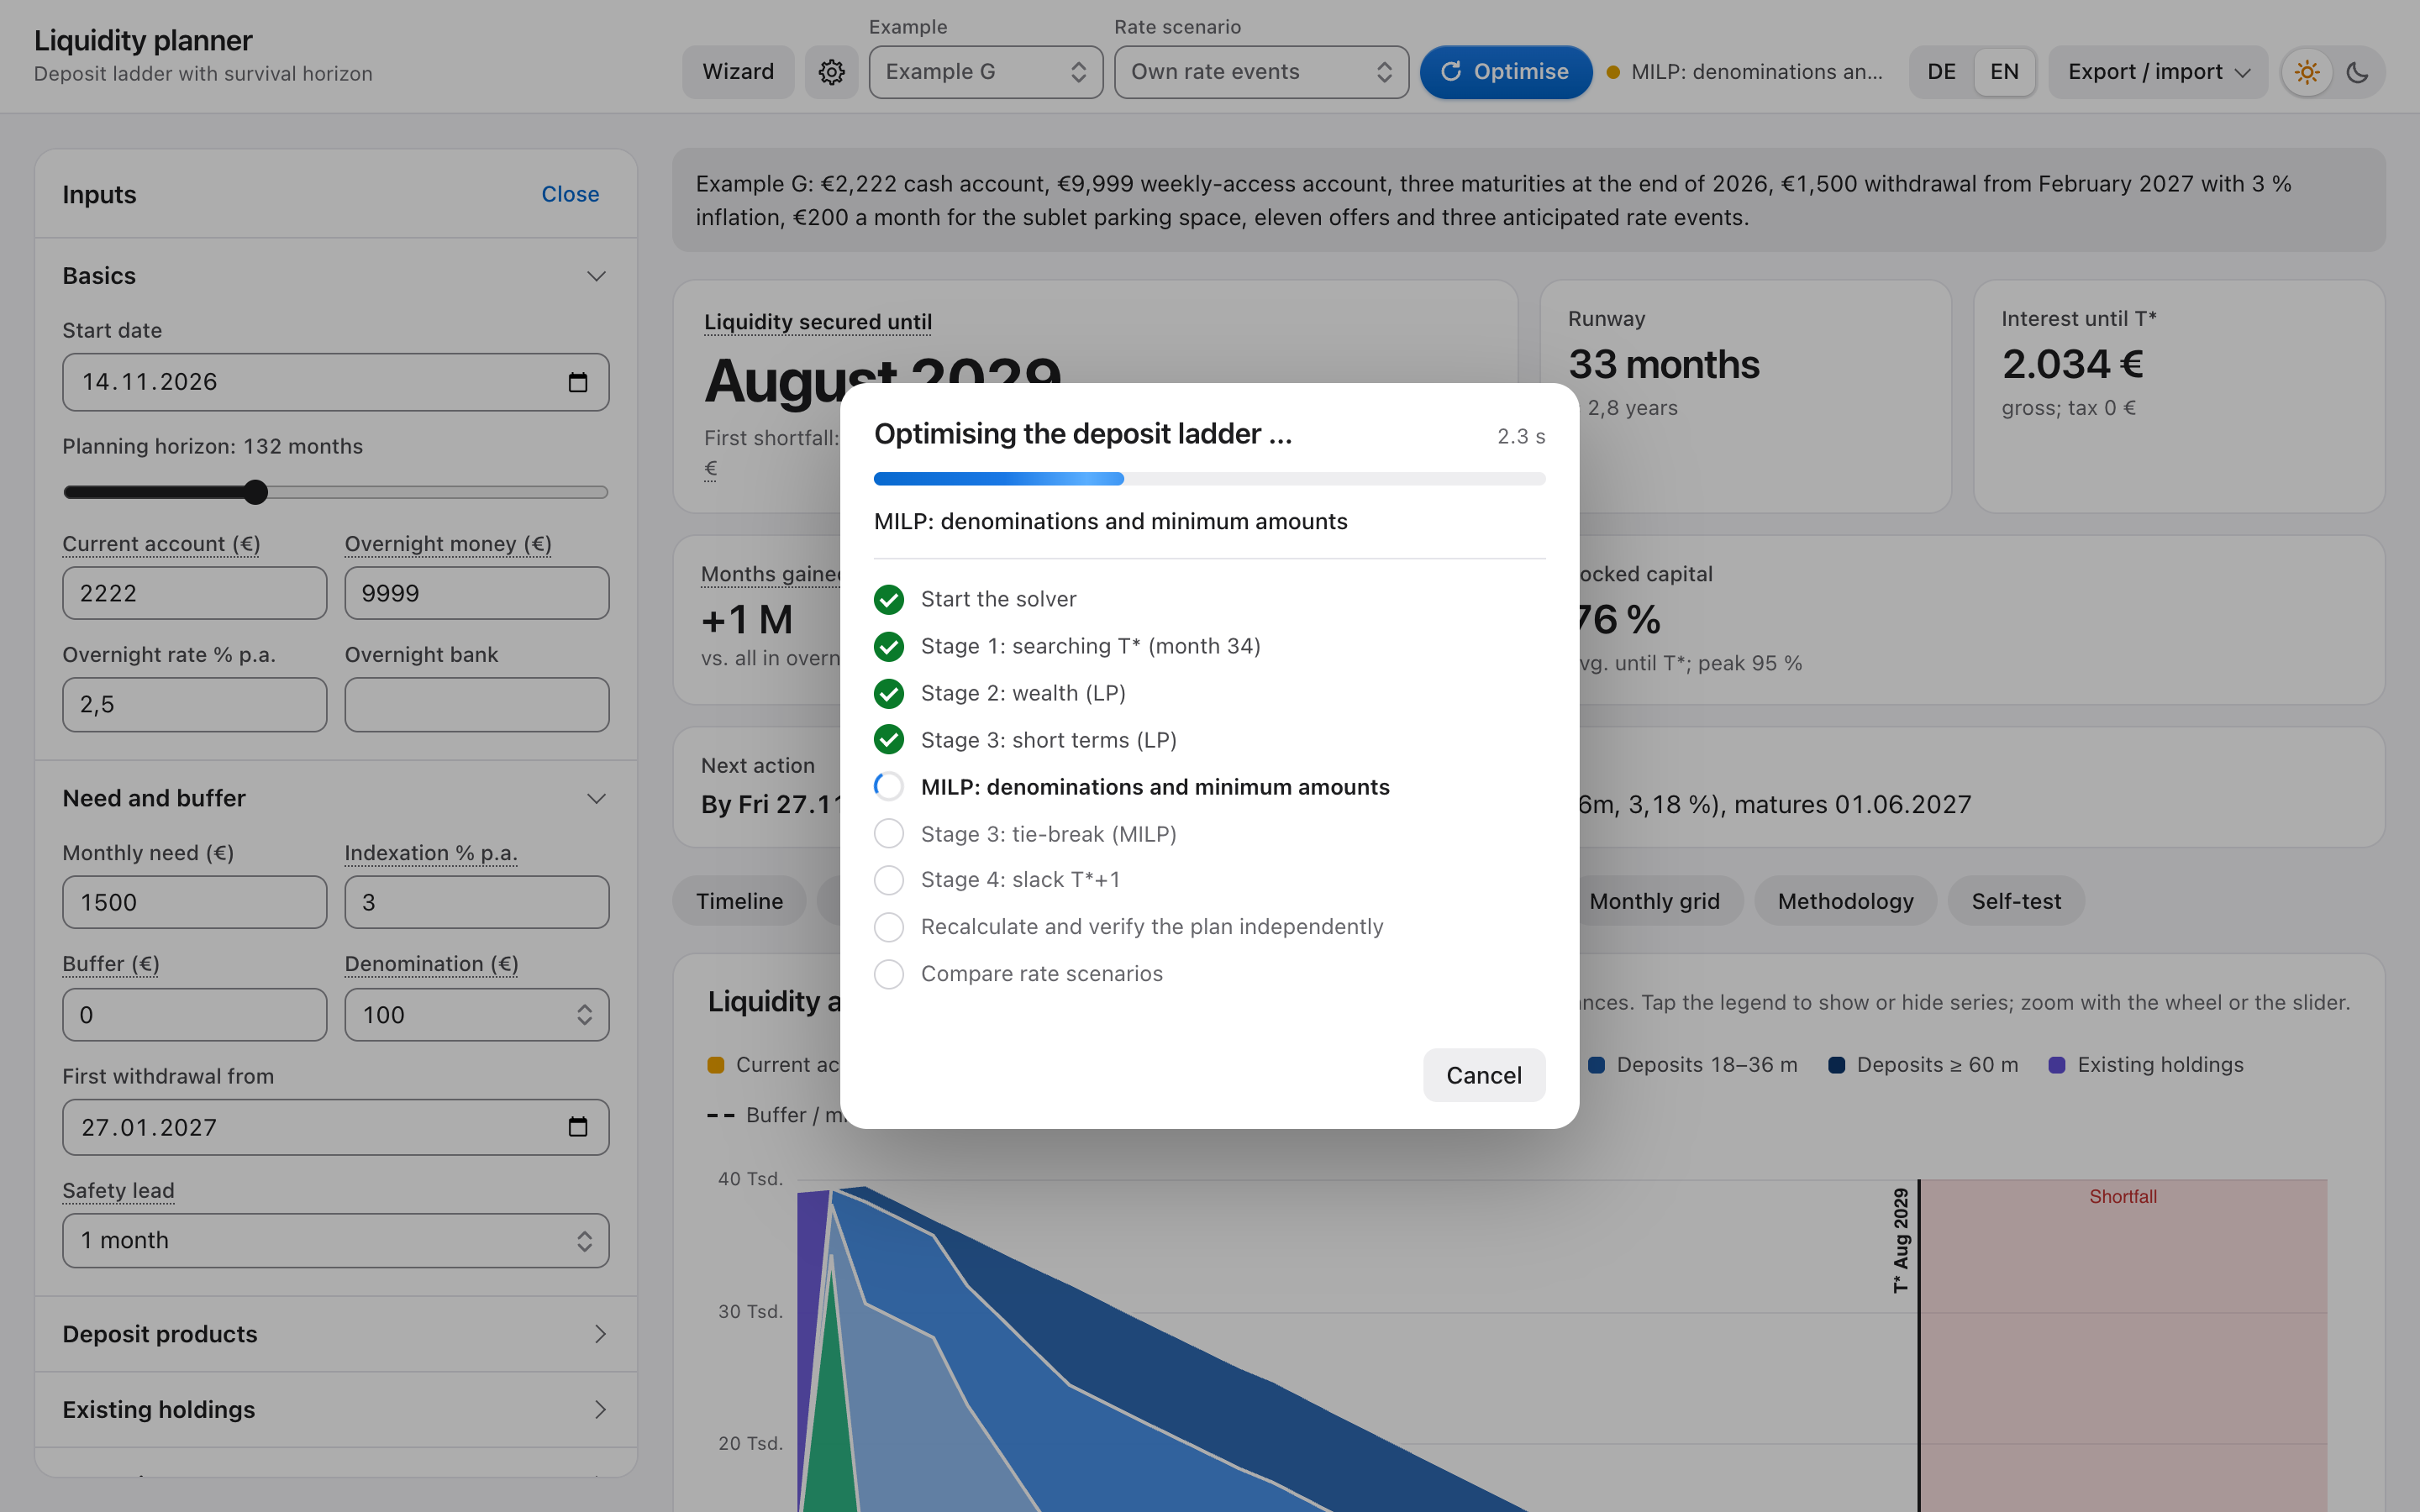 Liquidity planner
Deposit ladder with survival horizon
Wizard
Example
Example G
Rate scenario
Own rate events
Optimise
MILP: denominations an...
DE
EN
Export / import
Inputs
Close
Basics
Start date
14.11.2026
Planning horizon: 132 months
Current account (€)
Overnight money (€)
2222
9999
Overnight rate % p.a.
Overnight bank
2,5
Need and buffer
Monthly need (€)
Indexation % p.a.
1500
3
Buffer (€)
Denomination (€)
0
100
First withdrawal from
27.01.2027
Safety lead
1 month
Deposit products
Existing holdings
Example G: €2,222 cash account, €9,999 weekly-access account, three maturities at the end of 2026, €1,500 withdrawal from February 2027 with 3 %
inflation, €200 a month for the sublet parking space, eleven offers and three anticipated rate events.
Liquidity secured until
August 2029
First shortfall:
€
Runway
33 months
2,8 years
Interest until T*
2.034 €
gross; tax 0 €
Months gained
+1 M
vs. all in overn
ocked capital
76 %
vg. until T*; peak 95 %
Next action
By Fri 27.11
6m, 3,18 %), matures 01.06.2027
Timeline
Monthly grid
Methodology
Self-test
Liquidity a
nces. Tap the legend to show or hide series; zoom with the wheel or the slider.
Current ac
Deposits 18–36 m
Deposits ≥ 60 m
Existing holdings
Buffer / m
40 Tsd.
30 Tsd.
20 Tsd.
T* Aug 2029
Shortfall
Optimising the deposit ladder ...
2.3 s
MILP: denominations and minimum amounts
Start the solver
Stage 1: searching T* (month 34)
Stage 2: wealth (LP)
Stage 3: short terms (LP)
MILP: denominations and minimum amounts
Stage 3: tie-break (MILP)
Stage 4: slack T*+1
Recalculate and verify the plan independently
Compare rate scenarios
Cancel